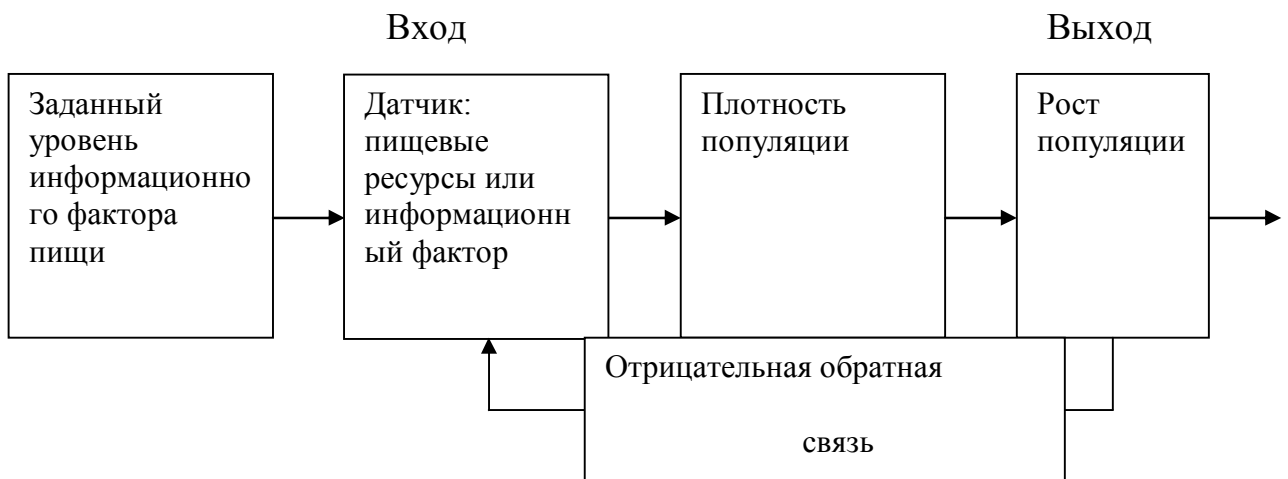 Вход
Выход
Заданный
уровень
информационно
го фактора
пищи
Датчик:
пищевые
ресурсы или
информационн
ый фактор
Плотность
популяции
Рост
популяции
Отрицательная обратная
связь